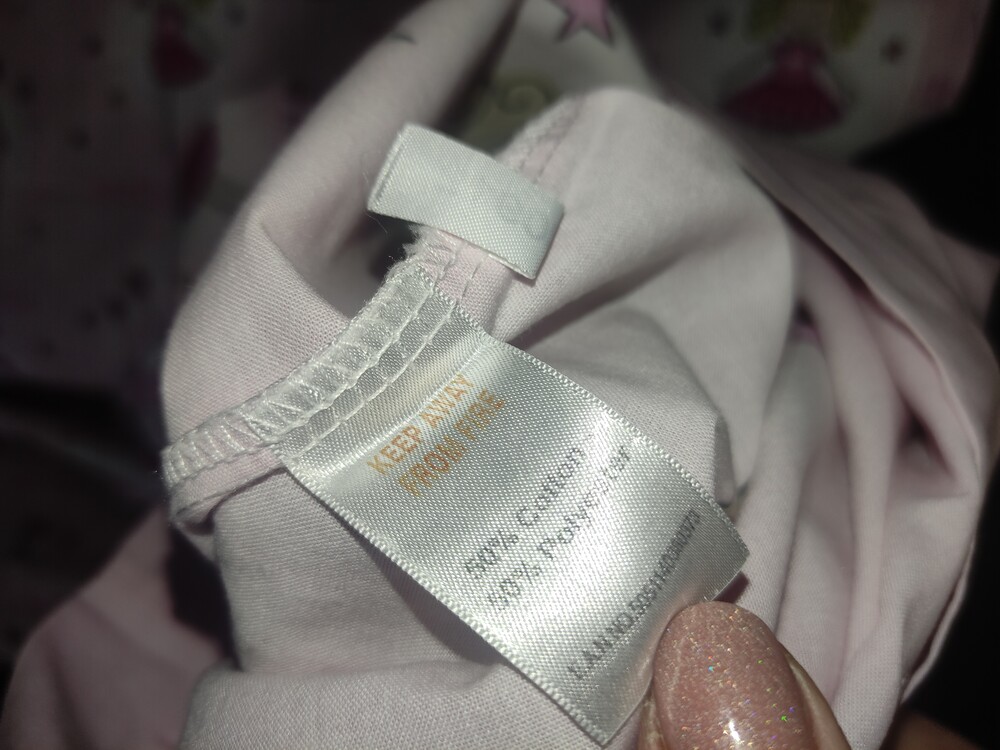 KEEP AWAY
FROM FIRE
50% Cotton
50% Polyester